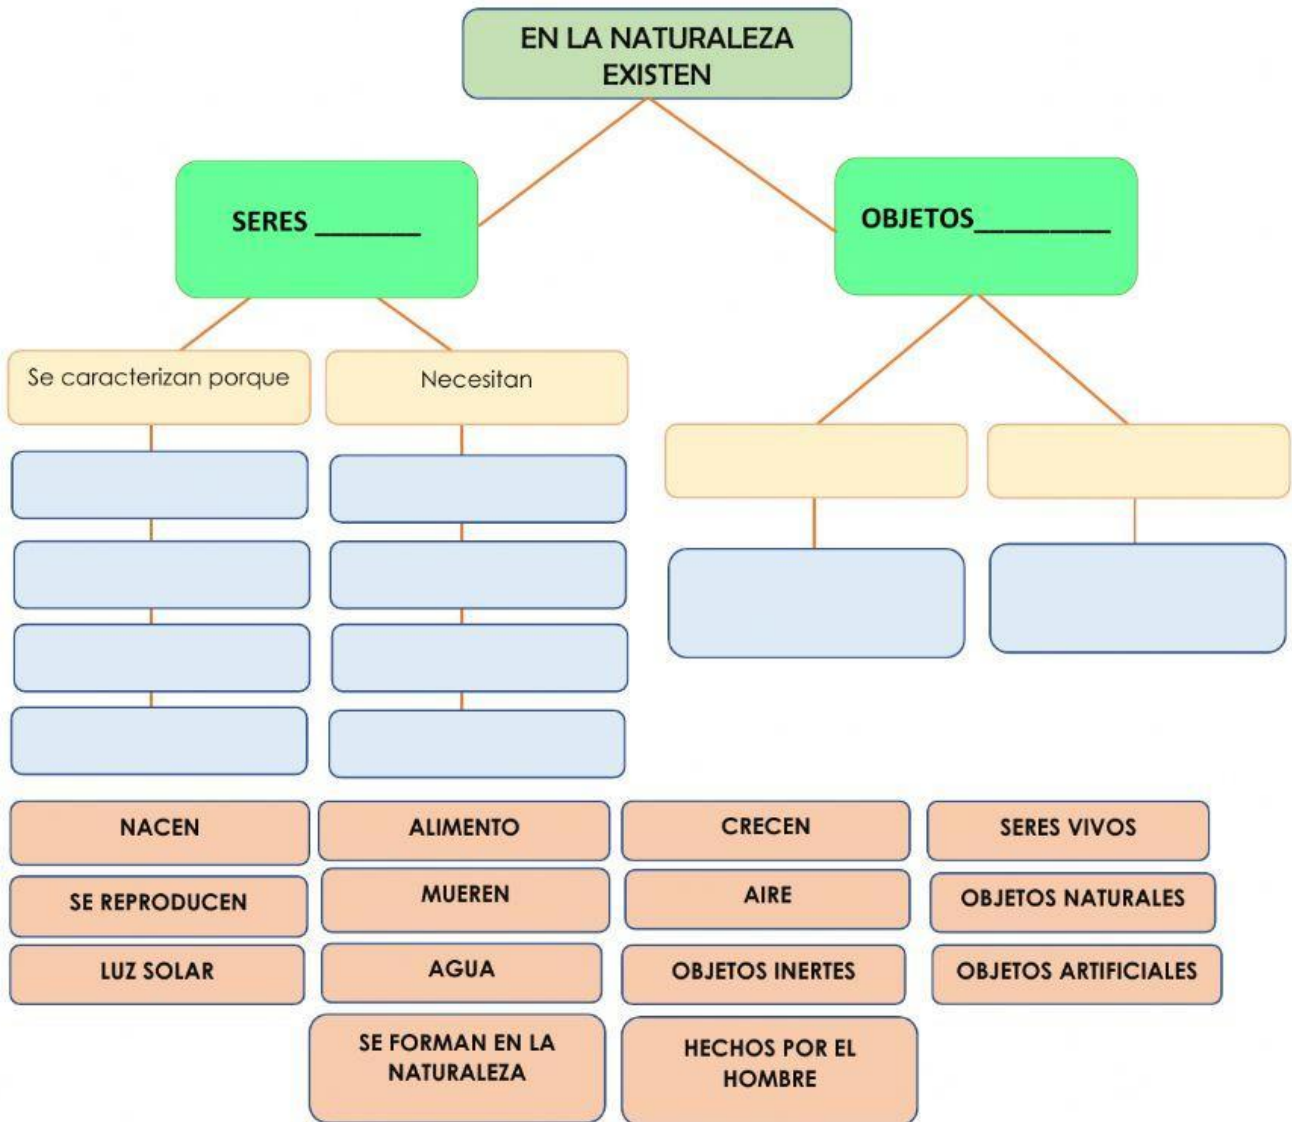 EN LA NATURALEZA
EXISTEN
SERES _______
OBJETOS_________
Se caracterizan porque
Necesitan
NACEN
ALIMENTO
CRECEN
SERES VIVOS
SE REPRODUCEN
MUEREN
AIRE
OBJETOS NATURALES
LUZ SOLAR
AGUA
OBJETOS INERTES
OBJETOS ARTIFICIALES
SE FORMAN EN LA
NATURALEZA
HECHOS POR EL
HOMBRE